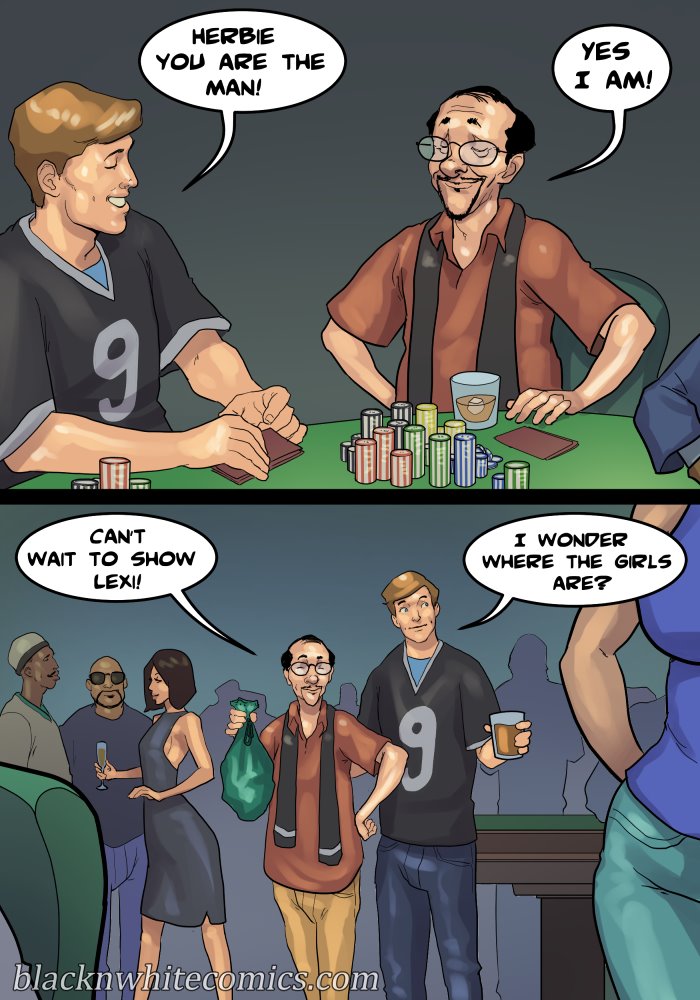 HERBIE
YOU ARE THE
MAN!
YES
I AM!
9
CAN'T
WAIT TO SHOW
LEXI!
I WONDER
WHERE THE GIRLS
ARE?
9
blacknwhitecomics.com